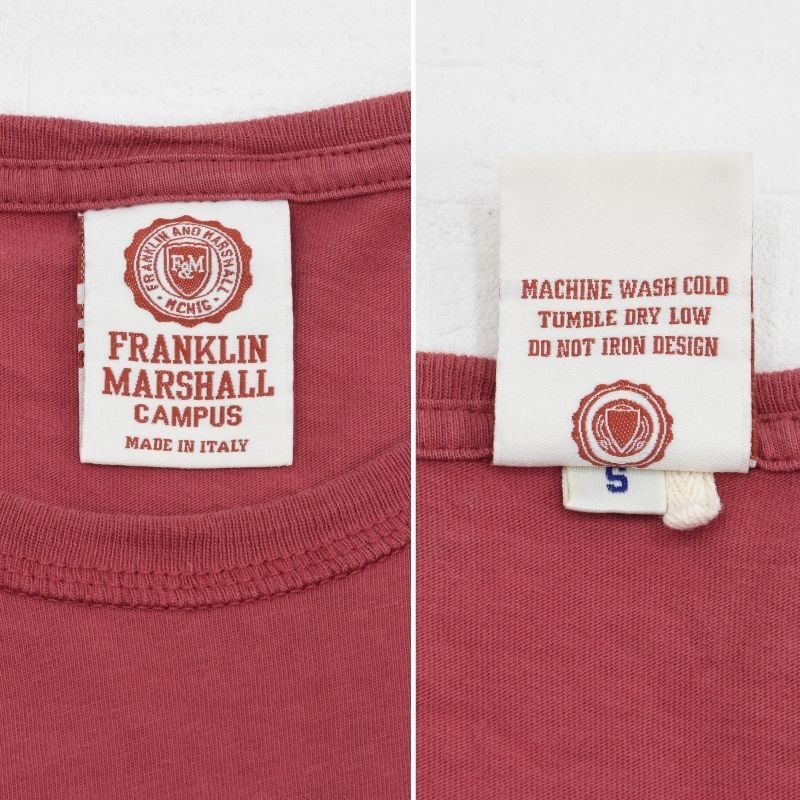 FRANKLIN AND MARSHALL
F&M
MCMIC
FRANKLIN
MARSHALL
CAMPUS
MADE IN ITALY
MACHINE WASH COLD
TUMBLE DRY LOW
DO NOT IRON DESIGN
S